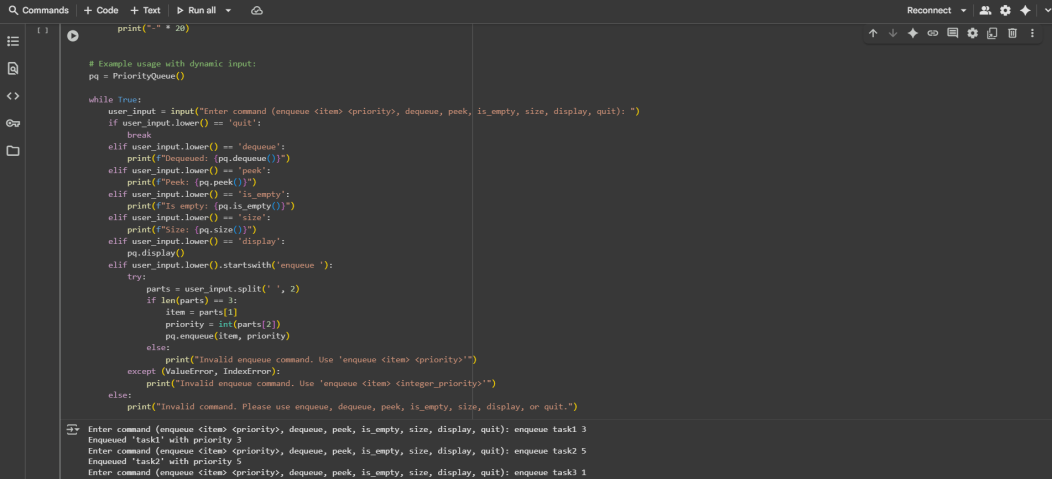 Commands + Code + Text Run all Reconnect
[ ] print("-" * 20)
# Example usage with dynamic input:
pq = PriorityQueue()
while True:
    user_input = input("Enter command (enqueue <item> <priority>, dequeue, peek, is_empty, size, display, quit): ")
    if user_input.lower() == 'quit':
        break
    elif user_input.lower() == 'dequeue':
        print(f"Dequeued: {pq.dequeue()}")
    elif user_input.lower() == 'peek':
        print(f"Peek: {pq.peek()}")
    elif user_input.lower() == 'is_empty':
        print(f"Is empty: {pq.is_empty()}")
    elif user_input.lower() == 'size':
        print(f"Size: {pq.size()}")
    elif user_input.lower() == 'display':
        pq.display()
    elif user_input.lower().startswith('enqueue '):
        try:
            parts = user_input.split(' ', 2)
            if len(parts) == 3:
                item = parts[1]
                priority = int(parts[2])
                pq.enqueue(item, priority)
            else:
                print("Invalid enqueue command. Use 'enqueue <item> <priority>'")
        except (ValueError, IndexError):
            print("Invalid enqueue command. Use 'enqueue <item> <integer_priority>'")
    else:
        print("Invalid command. Please use enqueue, dequeue, peek, is_empty, size, display, or quit.")
Enter command (enqueue <item> <priority>, dequeue, peek, is_empty, size, display, quit): enqueue task1 3
Enqueued 'task1' with priority 3
Enter command (enqueue <item> <priority>, dequeue, peek, is_empty, size, display, quit): enqueue task2 5
Enqueued 'task2' with priority 5
Enter command (enqueue <item> <priority>, dequeue, peek, is_empty, size, display, quit): enqueue task3 1